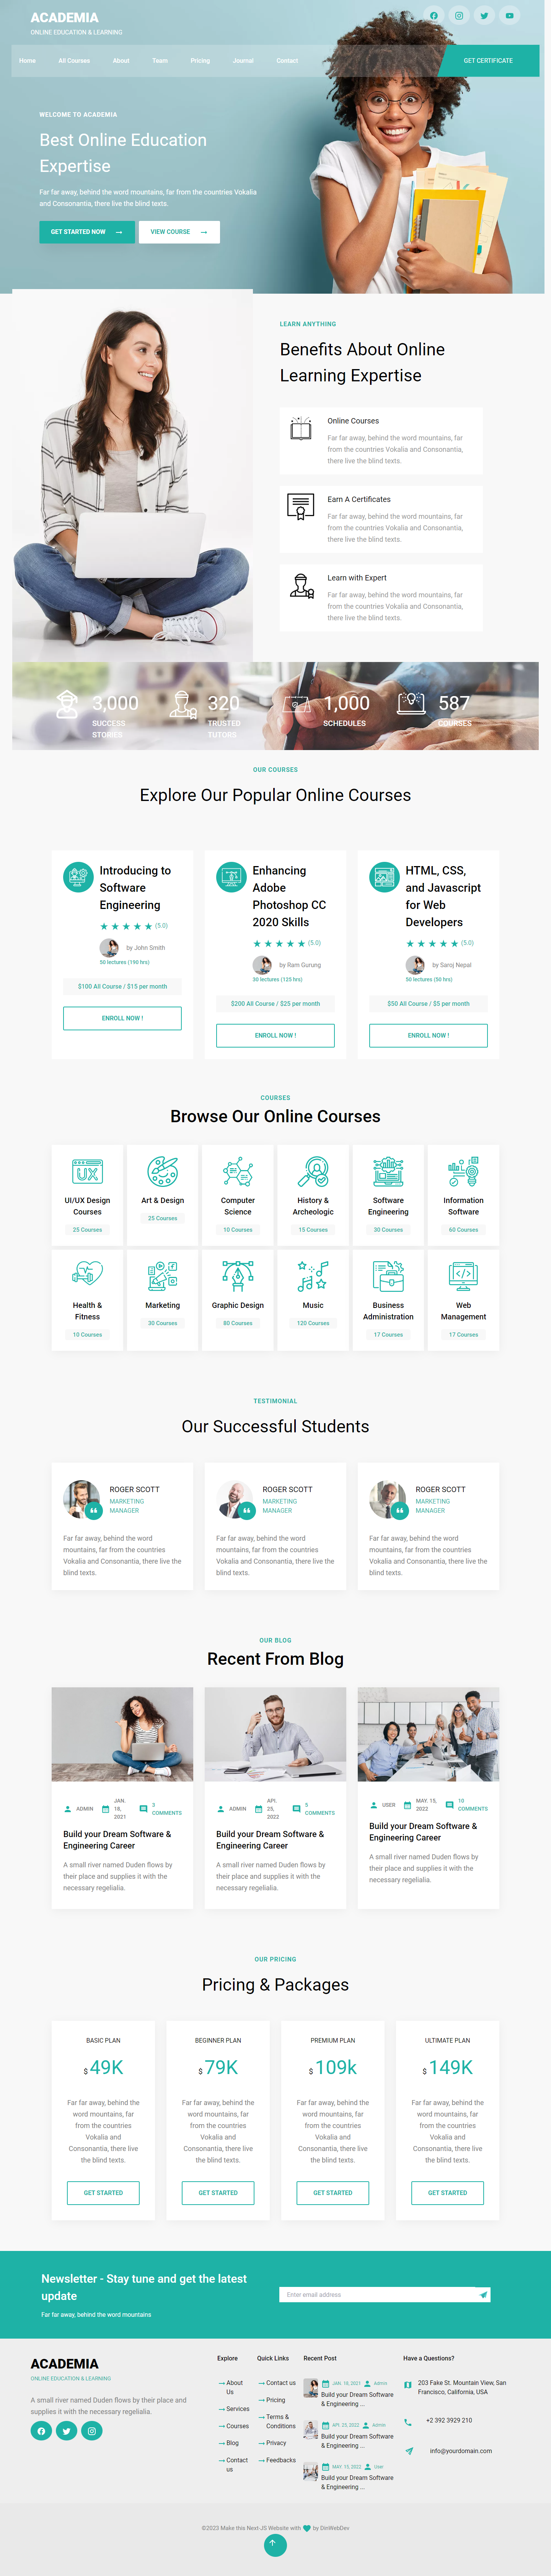 ACADEMIA
ONLINE EDUCATION & LEARNING
Home All Courses About Team Pricing Journal Contact GET CERTIFICATE
WELCOME TO ACADEMIA
Best Online Education
Expertise
Far far away, behind the word mountains, far from the countries Vokalia
and Consonantia, there live the blind texts.
GET STARTED NOW → VIEW COURSE →
LEARN ANYTHING
Benefits About Online
Learning Expertise
Online Courses
Far far away, behind the word mountains, far
from the countries Vokalia and Consonantia,
there live the blind texts.
Earn A Certificates
Far far away, behind the word mountains, far
from the countries Vokalia and Consonantia,
there live the blind texts.
Learn with Expert
Far far away, behind the word mountains, far
from the countries Vokalia and Consonantia,
there live the blind texts.
3,000
SUCCESS
STORIES
320
TRUSTED
TUTORS
1,000
SCHEDULES
587
COURSES
OUR COURSES
Explore Our Popular Online Courses
Introducing to
Software
Engineering
(5.0)
by John Smith
50 lectures (190 hrs)
$100 All Course / $15 per month
ENROLL NOW !
Enhancing
Adobe
Photoshop CC
2020 Skills
(5.0)
by Ram Gurung
30 lectures (125 hrs)
$200 All Course / $25 per month
ENROLL NOW !
HTML, CSS,
and Javascript
for Web
Developers
(5.0)
by Saroj Nepal
50 lectures (50 hrs)
$50 All Course / $5 per month
ENROLL NOW !
COURSES
Browse Our Online Courses
UX
UI/UX Design
Courses
25 Courses
Art & Design
25 Courses
Computer
Science
10 Courses
History &
Archeologic
15 Courses
Software
Engineering
30 Courses
Information
Software
60 Courses
Health &
Fitness
10 Courses
Marketing
30 Courses
Graphic Design
80 Courses
Music
120 Courses
Business
Administration
17 Courses
Web
Management
17 Courses
TESTIMONIAL
Our Successful Students
ROGER SCOTT
MARKETING
MANAGER
Far far away, behind the word
mountains, far from the countries
Vokalia and Consonantia, there live the
blind texts.
ROGER SCOTT
MARKETING
MANAGER
Far far away, behind the word
mountains, far from the countries
Vokalia and Consonantia, there live the
blind texts.
ROGER SCOTT
MARKETING
MANAGER
Far far away, behind the word
mountains, far from the countries
Vokalia and Consonantia, there live the
blind texts.
OUR BLOG
Recent From Blog
ADMIN
JAN.
18,
2021
3
COMMENTS
Build your Dream Software &
Engineering Career
A small river named Duden flows by
their place and supplies it with the
necessary regelialia.
ADMIN
API.
25,
2022
5
COMMENTS
Build your Dream Software &
Engineering Career
A small river named Duden flows by
their place and supplies it with the
necessary regelialia.
USER
MAY. 15,
2022
10
COMMENTS
Build your Dream Software &
Engineering Career
A small river named Duden flows by
their place and supplies it with the
necessary regelialia.
OUR PRICING
Pricing & Packages
BASIC PLAN
$ 49K
Far far away, behind the
word mountains, far
from the countries
Vokalia and
Consonantia, there live
the blind texts.
GET STARTED
BEGINNER PLAN
$ 79K
Far far away, behind the
word mountains, far
from the countries
Vokalia and
Consonantia, there live
the blind texts.
GET STARTED
PREMIUM PLAN
$ 109k
Far far away, behind the
word mountains, far
from the countries
Vokalia and
Consonantia, there live
the blind texts.
GET STARTED
ULTIMATE PLAN
$ 149K
Far far away, behind the
word mountains, far
from the countries
Vokalia and
Consonantia, there live
the blind texts.
GET STARTED
Newsletter - Stay tune and get the latest
update
Far far away, behind the word mountains
Enter email address
ACADEMIA
ONLINE EDUCATION & LEARNING
A small river named Duden flows by their place and
supplies it with the necessary regelialia.
Explore
→ About
Us
→ Services
→ Courses
→ Blog
→ Contact
us
Quick Links
→ Contact us
→ Pricing
→ Terms &
Conditions
→ Privacy
→ Feedbacks
Recent Post
JAN. 18, 2021 Admin
Build your Dream Software
& Engineering ...
API. 25, 2022 Admin
Build your Dream Software
& Engineering ...
MAY. 15, 2022 User
Build your Dream Software
& Engineering ...
Have a Questions?
203 Fake St. Mountain View, San
Francisco, California, USA
+2 392 3929 210
info@yourdomain.com
©2023 Make this Next-JS Website with by DinWebDev